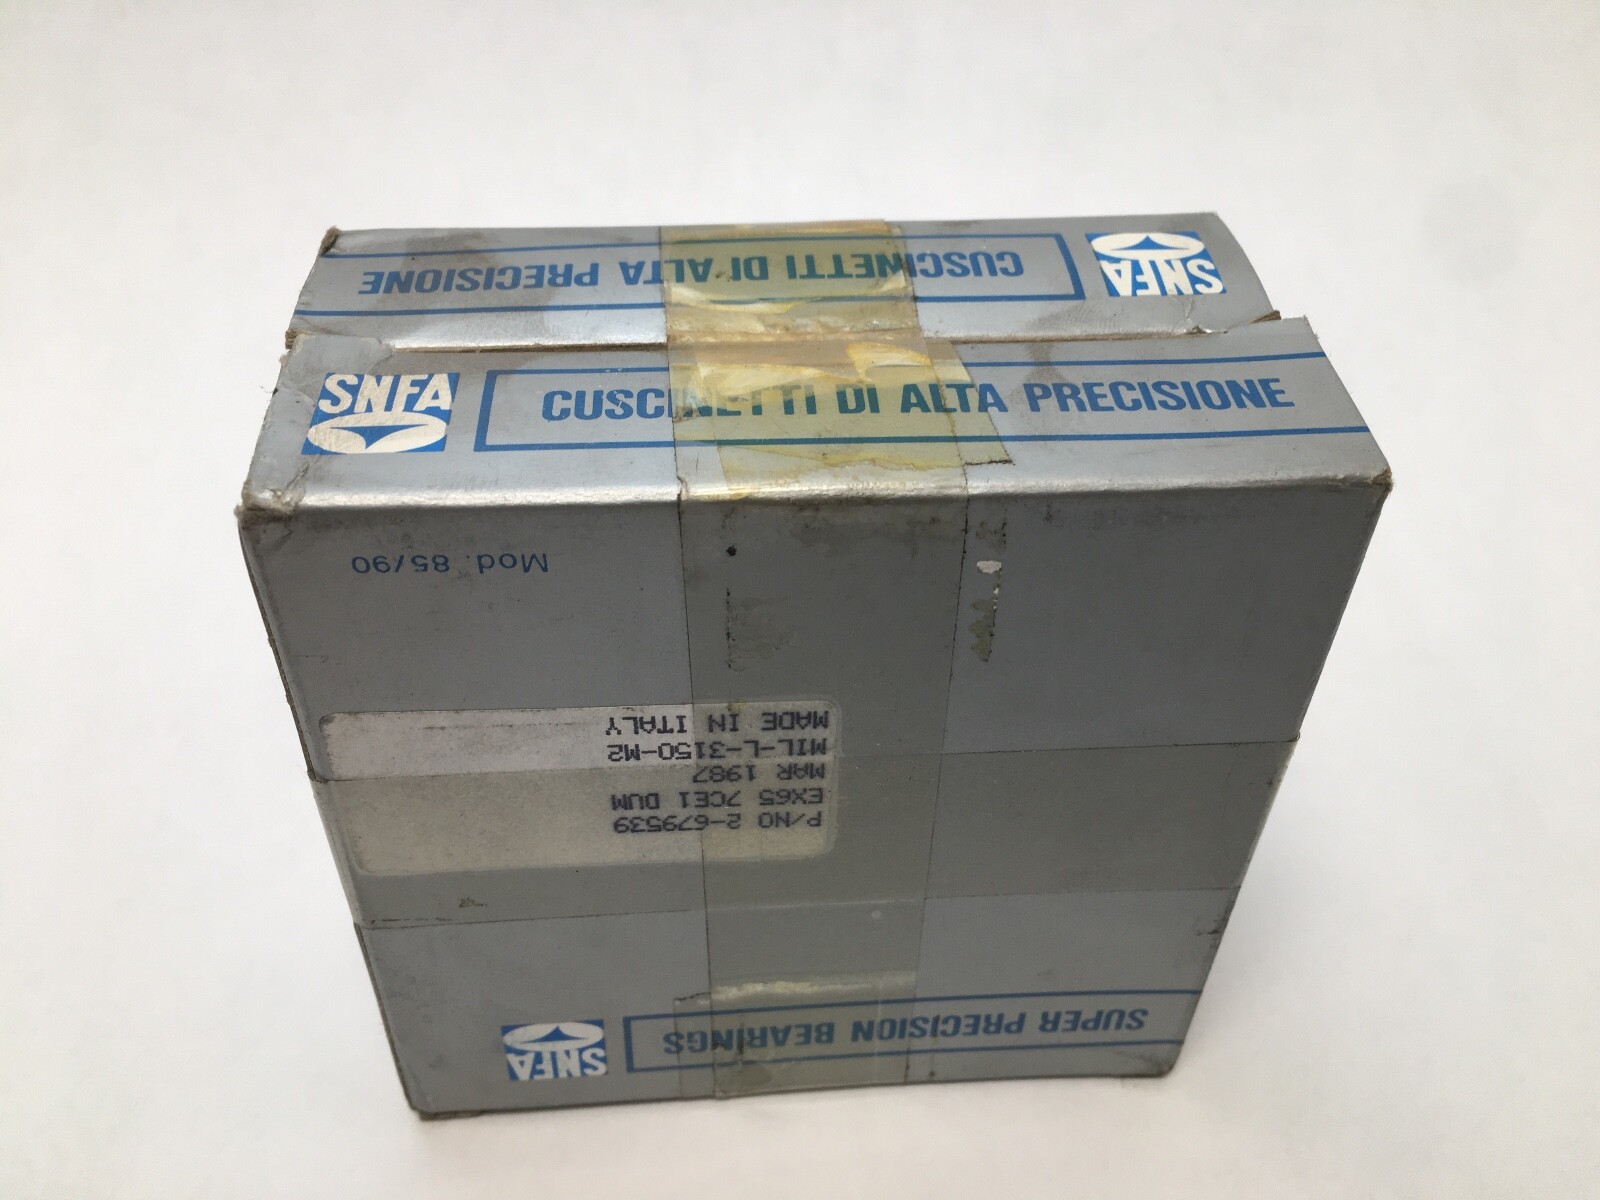 CUSCINETTI DI ALTA PRECISIONE
SNFA
SNFA
CUSCINETTI DI ALTA PRECISIONE
Mod. 85/90
P/NO 2-679539
EX65 7CE1 DUM
MAR 1987
MIL-L-3150-M2
MADE IN ITALY
SNFA
SUPER PRECISION BEARINGS